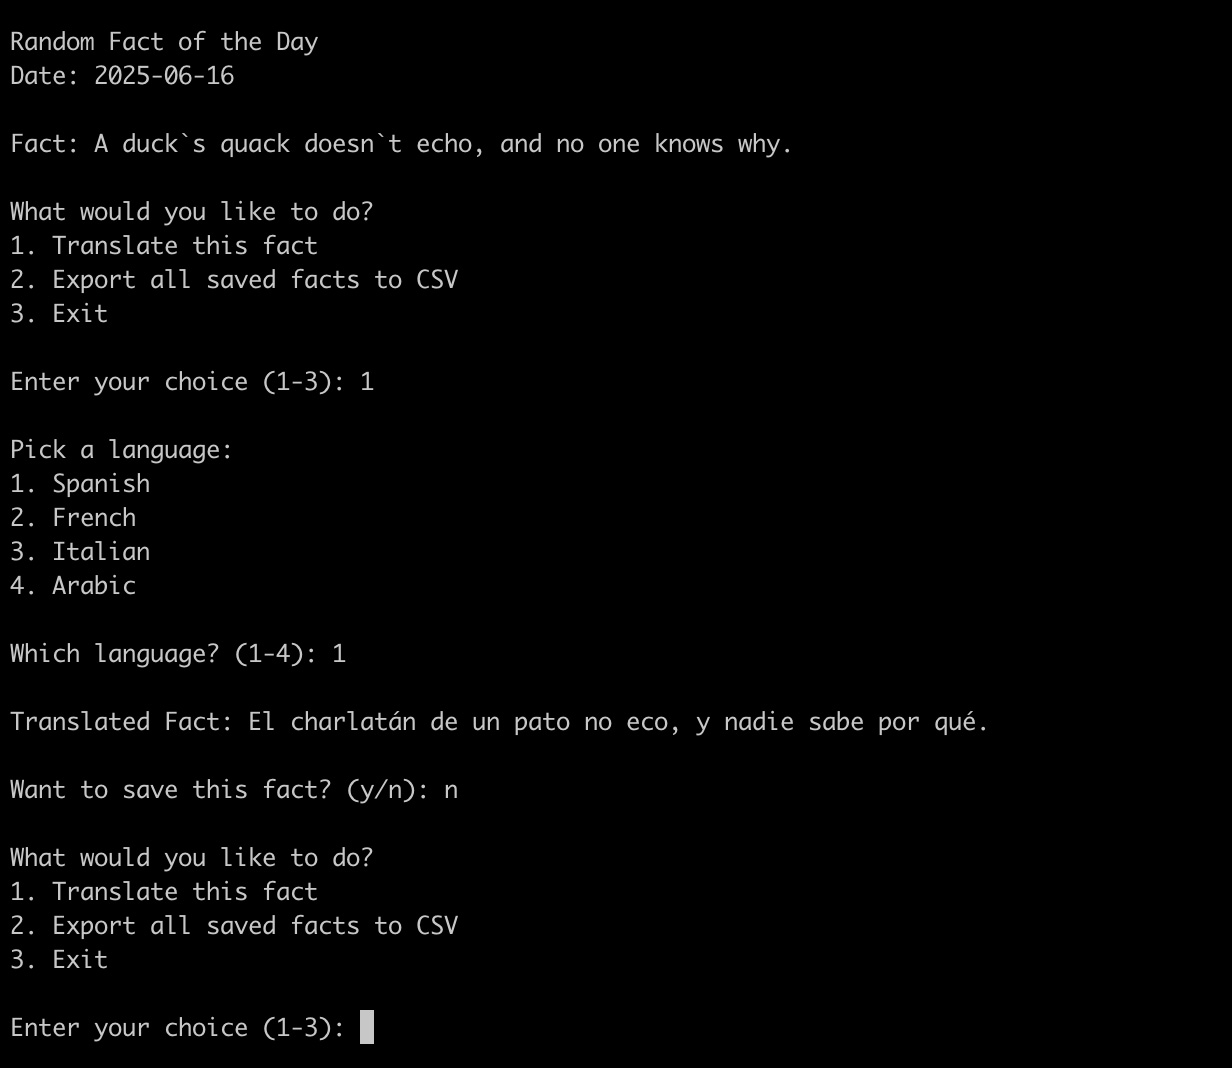 Random Fact of the Day
Date: 2025-06-16
Fact: A duck`s quack doesn`t echo, and no one knows why.
What would you like to do?
1. Translate this fact
2. Export all saved facts to CSV
3. Exit
Enter your choice (1-3): 1
Pick a language:
1. Spanish
2. French
3. Italian
4. Arabic
Which language? (1-4): 1
Translated Fact: El charlatán de un pato no eco, y nadie sabe por qué.
Want to save this fact? (y/n): n
What would you like to do?
1. Translate this fact
2. Export all saved facts to CSV
3. Exit
Enter your choice (1-3):